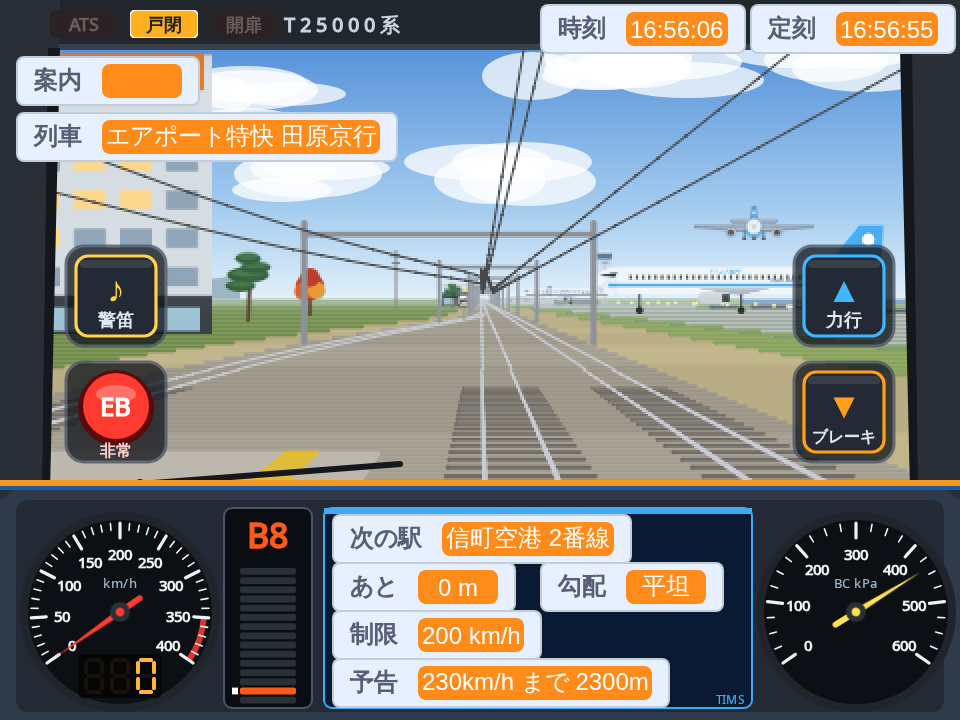 ATS 戸閉 開扉 T25000系
時刻 16:56:06 定刻 16:56:55
案内
列車 エアポート特快 田原京行
♪
警笛
▲
力行
EB
非常
▼
ブレーキ
km/h
0 50 100 150 200 250 300 350 400
0
B8
次の駅 信町空港 2番線
あと 0 m 勾配 平坦
制限 200 km/h
予告 230km/h まで 2300m
TIMS
BC kPa
0 100 200 300 400 500 600